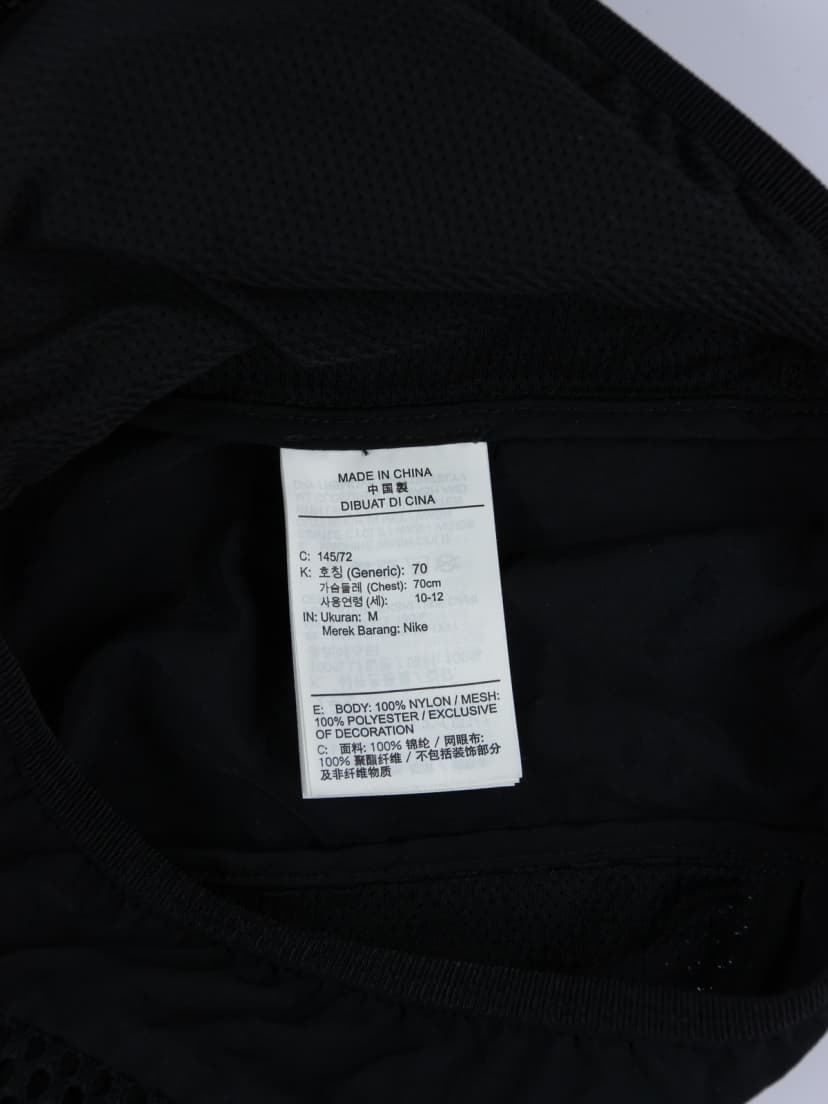 MADE IN CHINA
中国製
DIBUAT DI CINA
C: 145/72
K: 호칭 (Generic): 70
가슴둘레 (Chest): 70cm
사용연령 (세): 10-12
IN: Ukuran: M
Merek Barang: Nike
E: BODY: 100% NYLON / MESH:
100% POLYESTER / EXCLUSIVE
OF DECORATION
C: 面料: 100% 锦纶 / 网眼布:
100% 聚酯纤维 / 不包括装饰部分
及非纤维物质